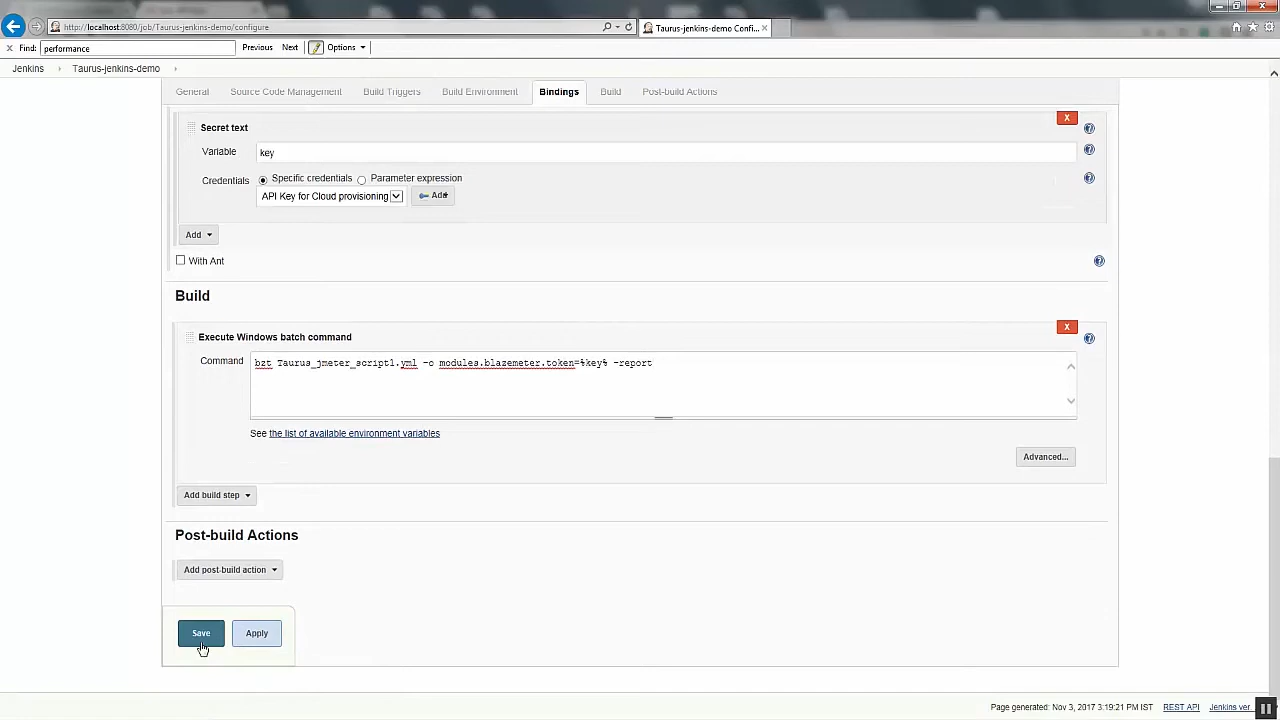 http://localhost:8080/job/Taurus-jenkins-demo/configure
Taurus-jenkins-demo Confi...
x Find: performance Previous Next Options
Jenkins Taurus-jenkins-demo
General Source Code Management Build Triggers Build Environment Bindings Build Post-build Actions
Secret text X
Variable key
Credentials Specific credentials Parameter expression
API Key for Cloud provisioning Add
Add
With Ant
Build
Execute Windows batch command X
Command bzt Taurus_jmeter_script1.yml -o modules.blazemeter.token=%key% -report
See the list of available environment variables
Advanced...
Add build step
Post-build Actions
Add post-build action
Save Apply
Page generated: Nov 3, 2017 3:19:21 PM IST REST API Jenkins ver